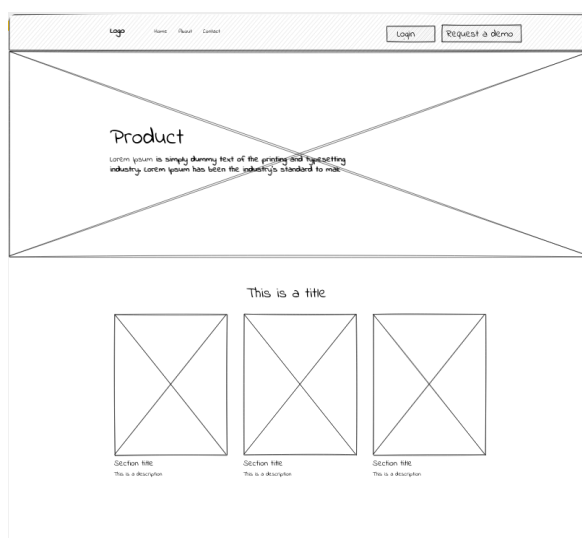 Logo Home About Contact Login Request a demo
Product
Lorem Ipsum is simply dummy text of the printing and typesetting
industry. Lorem Ipsum has been the industry's standard to mak
This is a title
Section title Section title Section title
This is a description This is a description This is a description